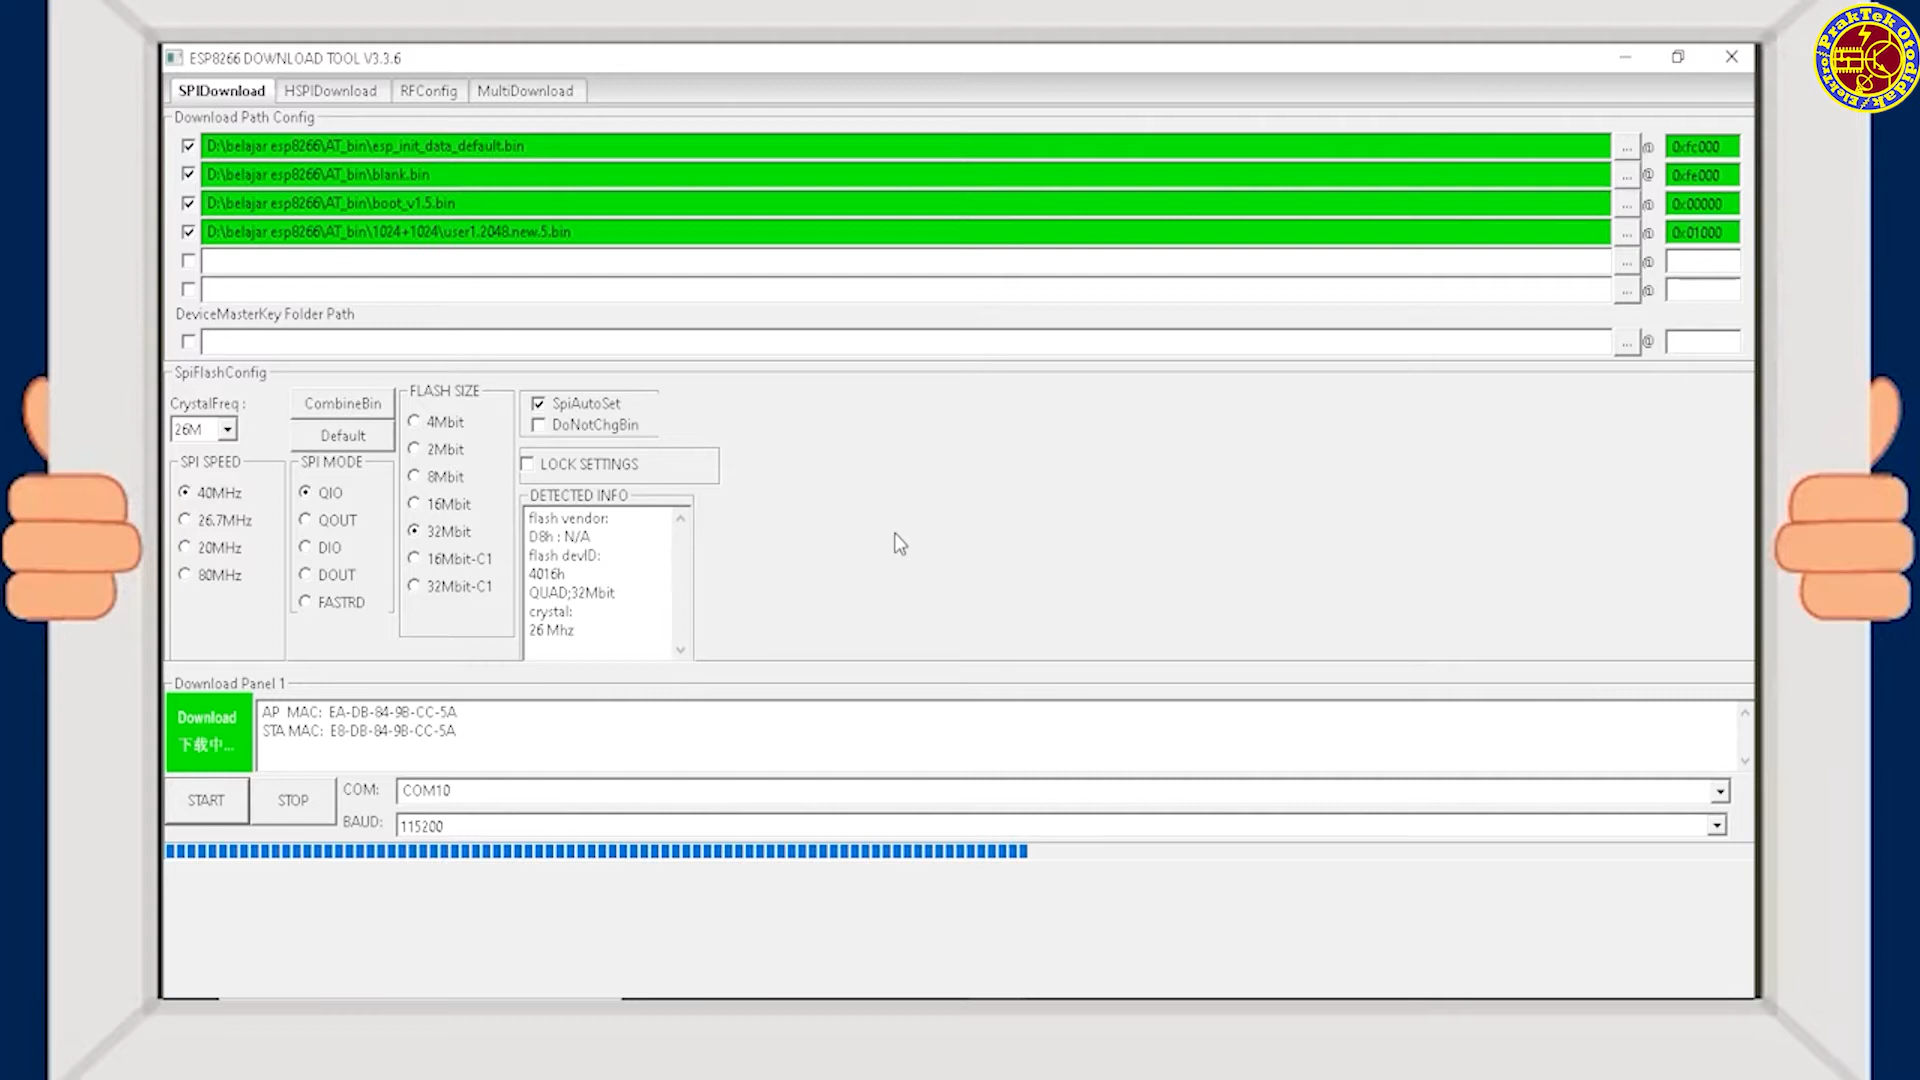 PrakTek Otodidak
ElekTro
ESP8266 DOWNLOAD TOOL V3.3.6
SPIDownload HSPIDownload RFConfig MultiDownload
Download Path Config
D:\belajar esp8266\AT_bin\esp_init_data_default.bin ... @ 0xfc000
D:\belajar esp8266\AT_bin\blank.bin ... @ 0xfe000
D:\belajar esp8266\AT_bin\boot_v1.5.bin ... @ 0x00000
D:\belajar esp8266\AT_bin\1024+1024\user1.2048.new.5.bin ... @ 0x01000
... @
... @
DeviceMasterKey Folder Path
... @
SpiFlashConfig
CrystalFreq :
26M
CombineBin
Default
SPI SPEED
40MHz
26.7MHz
20MHz
80MHz
SPI MODE
QIO
QOUT
DIO
DOUT
FASTRD
FLASH SIZE
4Mbit
2Mbit
8Mbit
16Mbit
32Mbit
16Mbit-C1
32Mbit-C1
SpiAutoSet
DoNotChgBin
LOCK SETTINGS
DETECTED INFO
flash vendor:
D8h : N/A
flash devID:
4016h
QUAD;32Mbit
crystal:
26 Mhz
Download Panel 1
Download
下载中...
AP MAC: EA-DB-84-9B-CC-5A
STA MAC: E8-DB-84-9B-CC-5A
START STOP
COM: COM10
BAUD: 115200